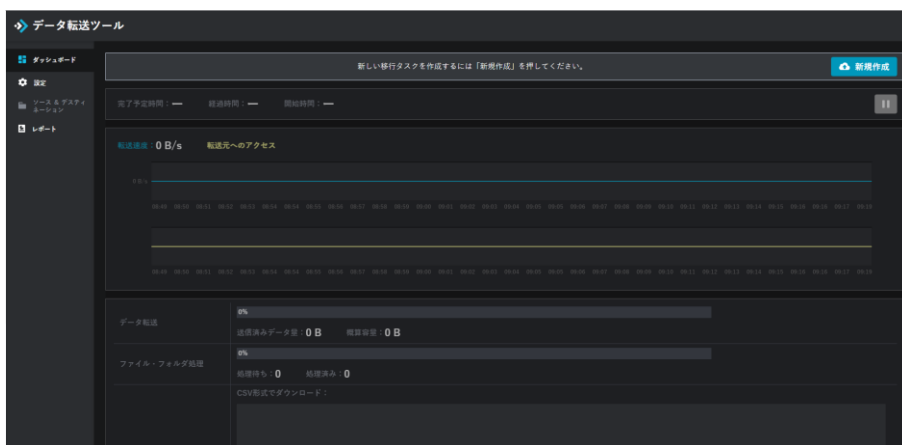 データ転送ツール
ダッシュボード
設定
ソース & デスティ
ネーション
レポート
新しい移行タスクを作成するには「新規作成」を押してください。
新規作成
完了予定時間：— 経過時間：— 開始時間：—
転送速度：0 B/s 転送元へのアクセス
0 B/s
データ転送
0%
送信済みデータ量：0 B 概算容量：0 B
ファイル・フォルダ処理
0%
処理待ち：0 処理済み：0
CSV形式でダウンロード：